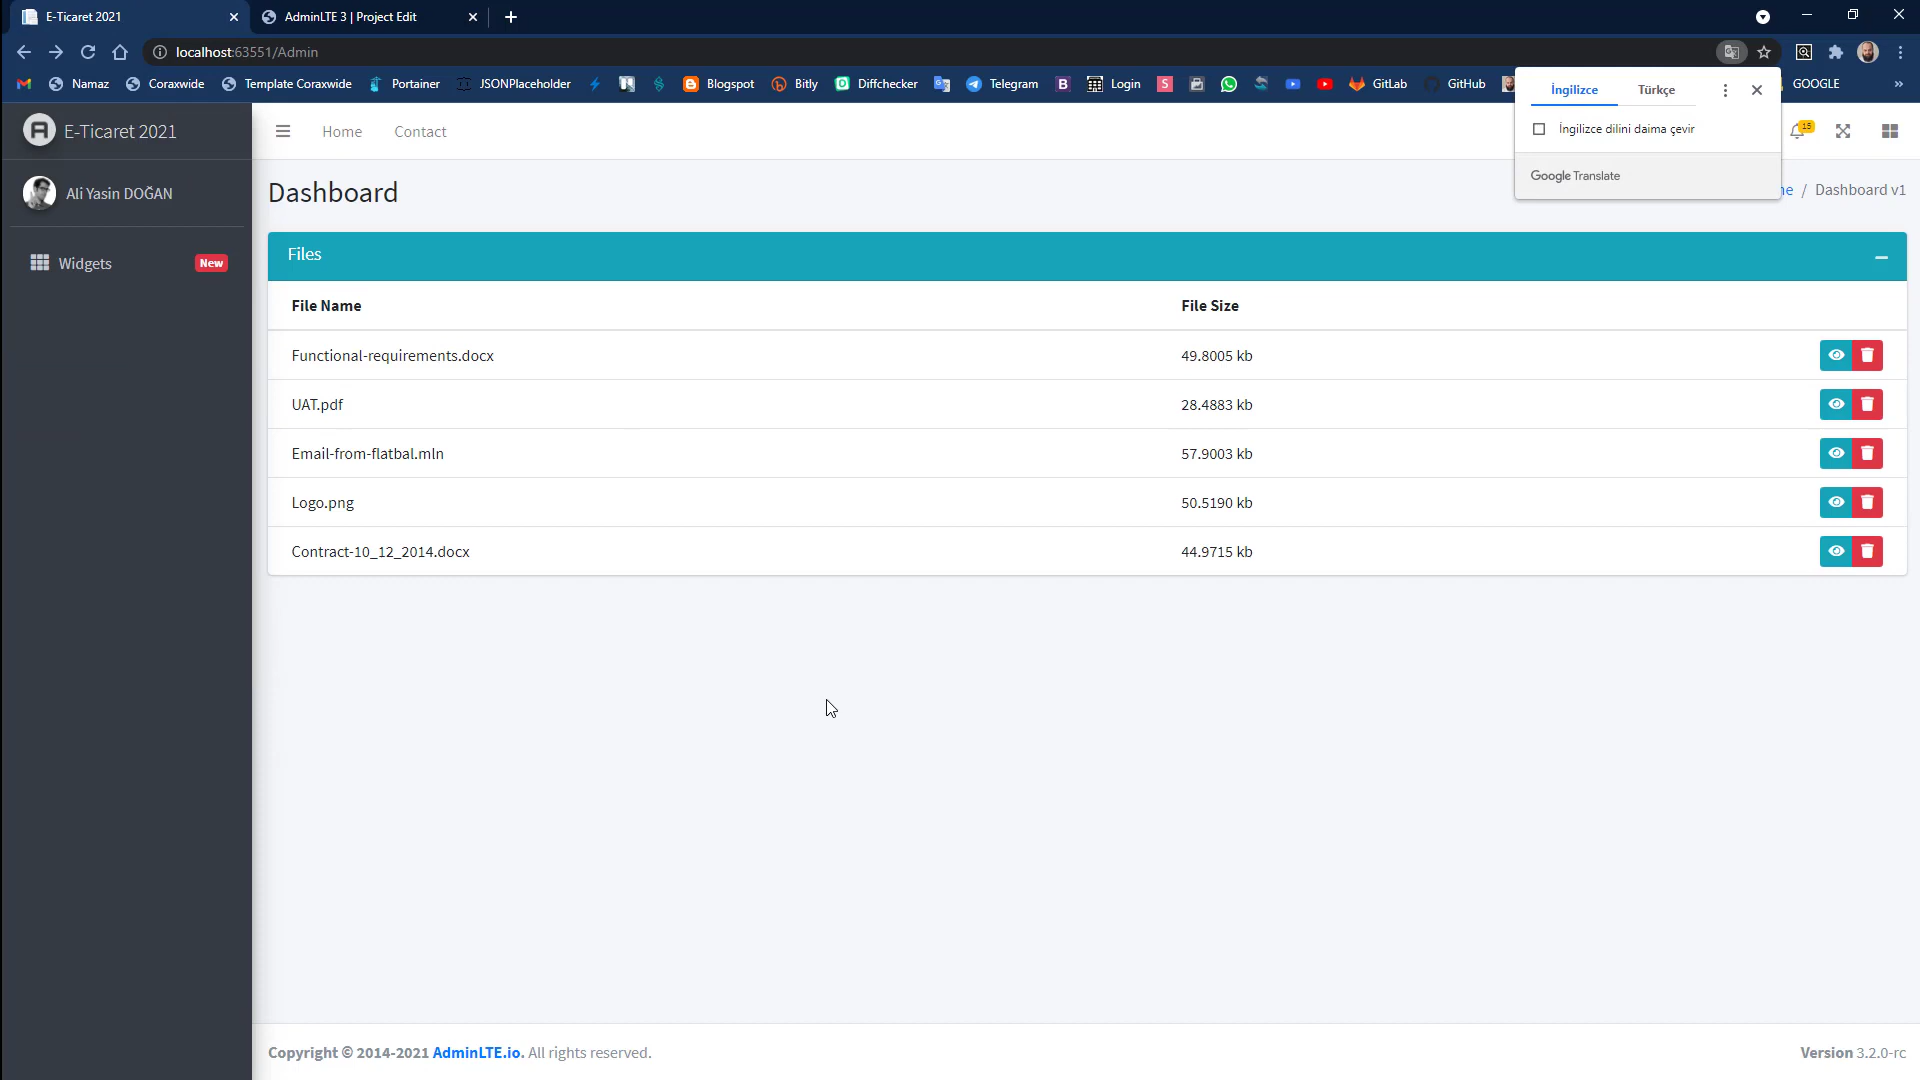 E-Ticaret 2021
AdminLTE 3 | Project Edit
localhost:63551/Admin
Namaz
Coraxwide
Template Coraxwide
Portainer
JSONPlaceholder
Blogspot
Bitly
Diffchecker
Telegram
Login
GitLab
GitHub
GOOGLE
İngilizce
Türkçe
İngilizce dilini daima çevir
Google Translate
E-Ticaret 2021
Home
Contact
15
Ali Yasin DOĞAN
Dashboard
/ Dashboard v1
Widgets
New
Files
File Name
File Size
Functional-requirements.docx
49.8005 kb
UAT.pdf
28.4883 kb
Email-from-flatbal.mln
57.9003 kb
Logo.png
50.5190 kb
Contract-10_12_2014.docx
44.9715 kb
Copyright © 2014-2021 AdminLTE.io. All rights reserved.
Version 3.2.0-rc